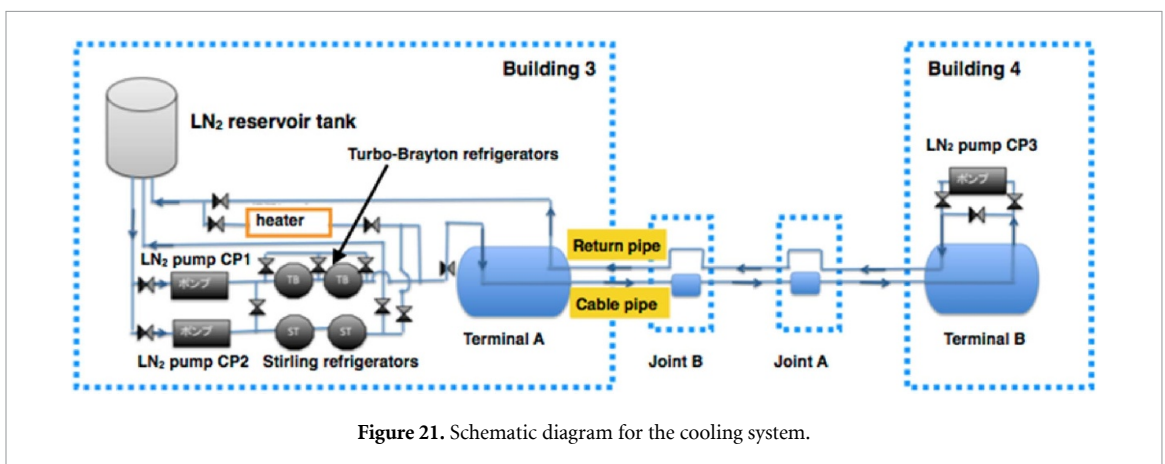 Building 3
Building 4
LN₂ reservoir tank
LN₂ pump CP3
Turbo-Brayton refrigerators
ポンプ
heater
Return pipe
LN₂ pump CP1
ポンプ
TB
TB
Cable pipe
ポンプ
ST
ST
Terminal A
Terminal B
LN₂ pump CP2
Stirling refrigerators
Joint B
Joint A
Figure 21. Schematic diagram for the cooling system.